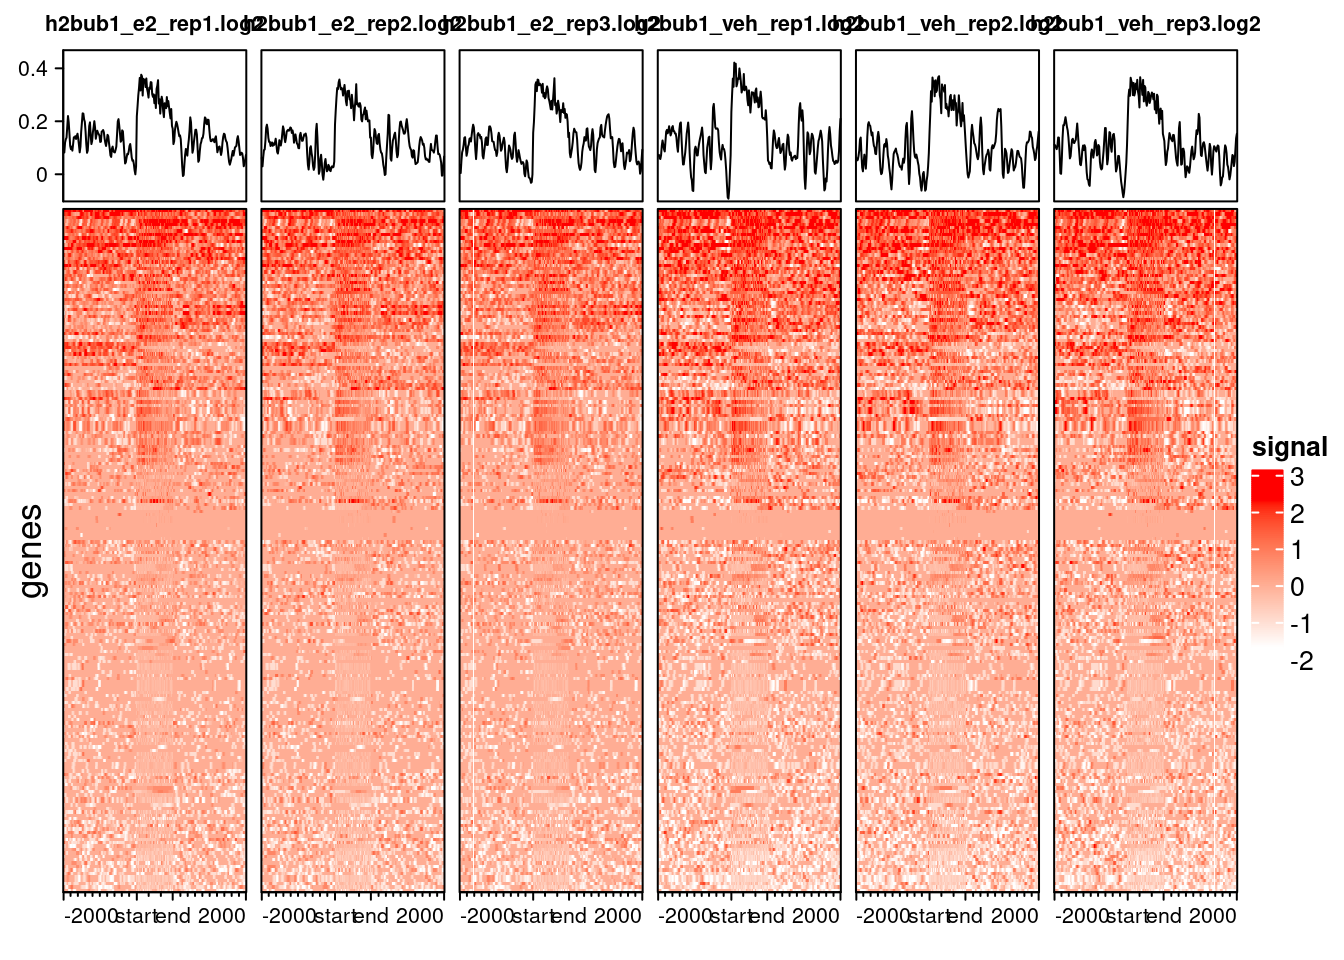 h2bub1_e2_rep1.log2
h2bub1_e2_rep2.log2
h2bub1_e2_rep3.log2
h2bub1_veh_rep1.log2
h2bub1_veh_rep2.log2
h2bub1_veh_rep3.log2
0.4
0.2
0
genes
signal
3
2
1
0
-1
-2
-2000 start end 2000
-2000 start end 2000
-2000 start end 2000
-2000 start end 2000
-2000 start end 2000
-2000 start end 2000